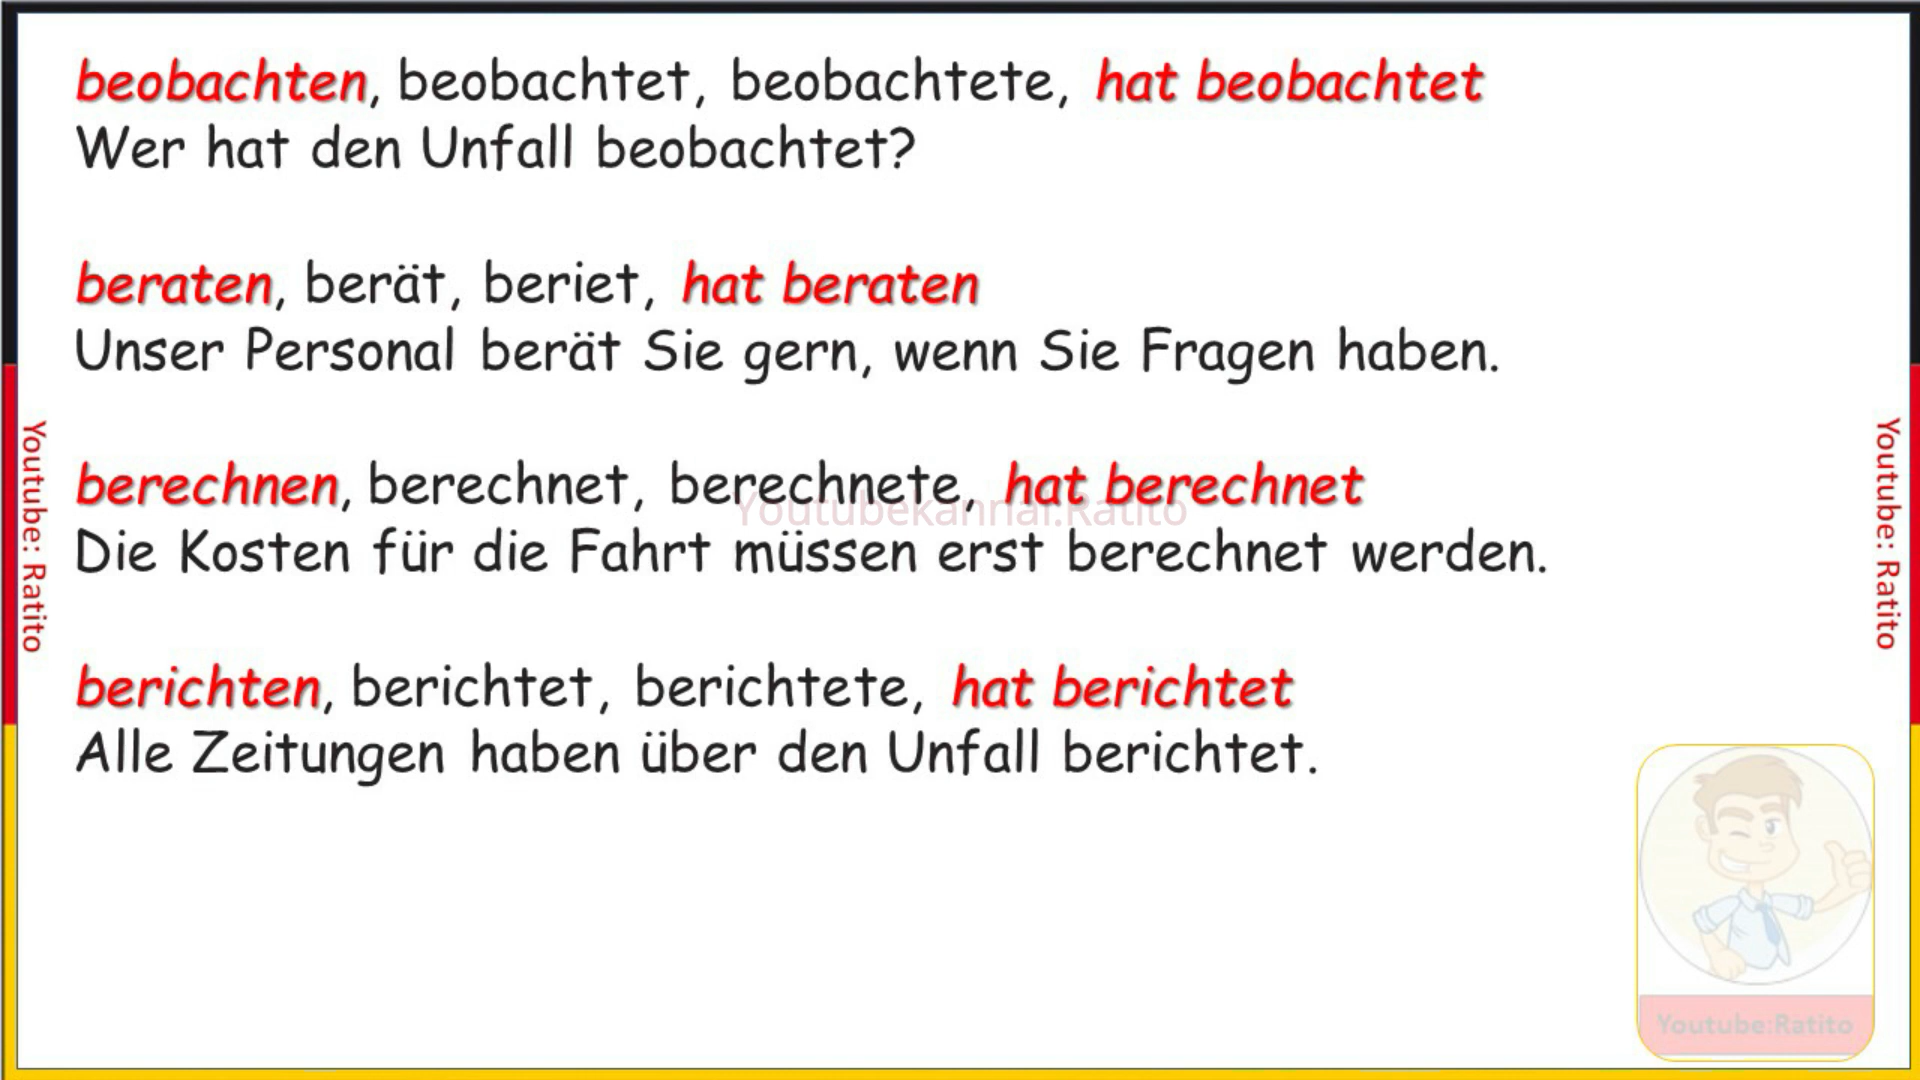 beobachten, beobachtet, beobachtete, hat beobachtet
Wer hat den Unfall beobachtet?
beraten, berät, beriet, hat beraten
Unser Personal berät Sie gern, wenn Sie Fragen haben.
berechnen, berechnet, berechnete, hat berechnet
Youtubekannal:Ratito
Die Kosten für die Fahrt müssen erst berechnet werden.
berichten, berichtet, berichtete, hat berichtet
Alle Zeitungen haben über den Unfall berichtet.
Youtube: Ratito
Youtube: Ratito
Youtube:Ratito